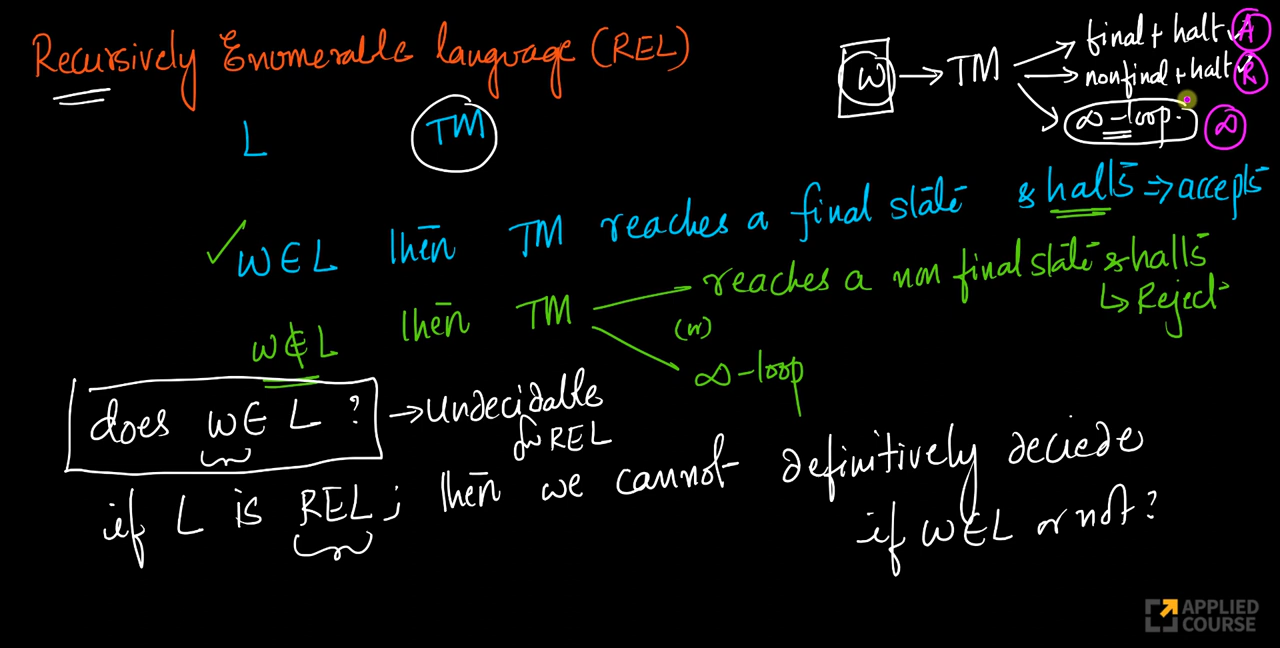 Recursively Enumerable language (REL)
W → TM
final + halt ✓ A
nonfinal + halt ✓ R
∞-loop. ∞
L TM
✓ W ∈ L then TM reaches a final state & halts ⇒ accepts
W ∉ L then TM reaches a non final state & halts
↳ Reject
(or)
∞-loop
does W ∈ L ? → Undecidable
for REL
if L is REL ; then we cannot definitively deciede
if W ∈ L or not ?
APPLIED
COURSE